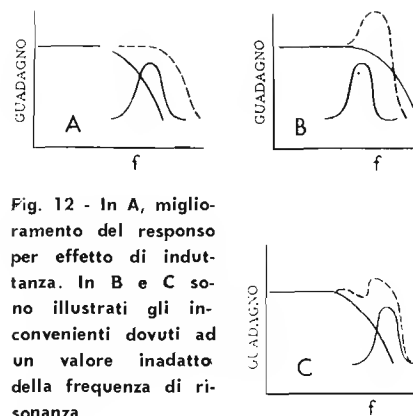 GUADAGNO
A
f
GUADAGNO
B
f
Fig. 12 - In A, miglio-
ramento del responso
per effetto di indut-
tanza. In B e C so-
no illustrati gli in-
convenienti dovuti ad
un valore inadatto
della frequenza di ri-
sonanza
GUADAGNO
C
f